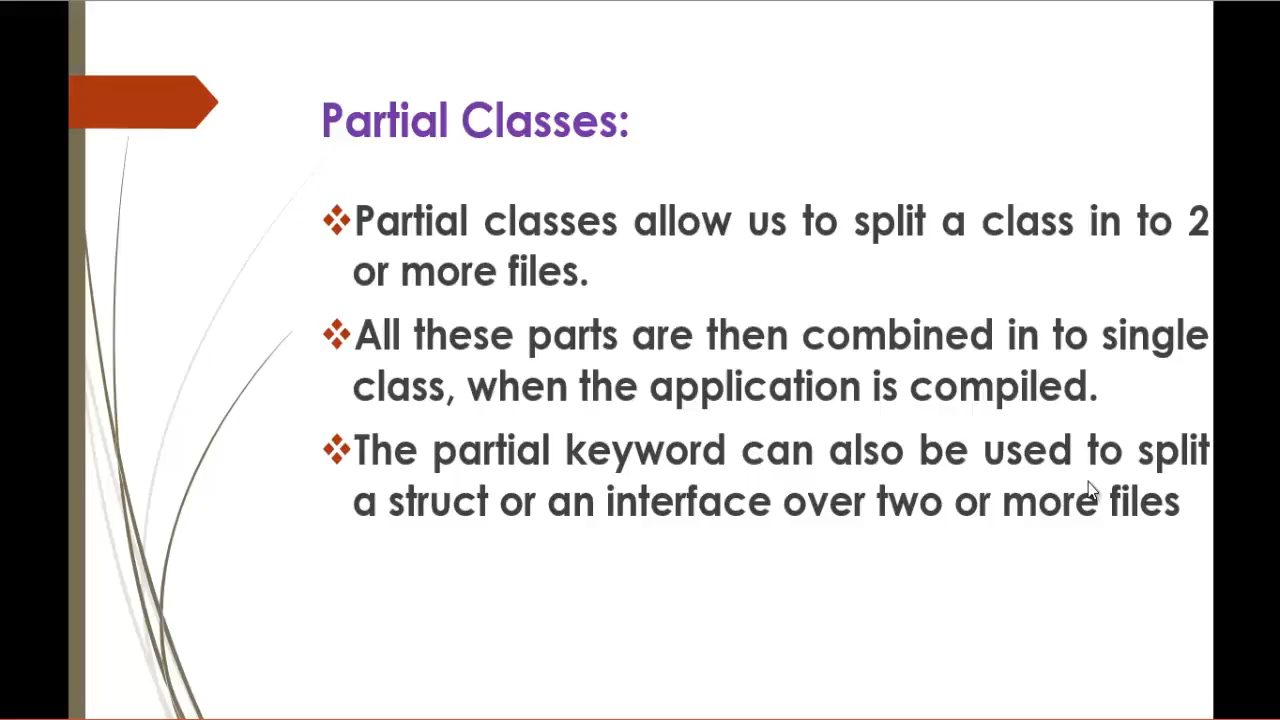 Partial Classes:
Partial classes allow us to split a class in to 2
or more files.
All these parts are then combined in to single
class, when the application is compiled.
The partial keyword can also be used to split
a struct or an interface over two or more files